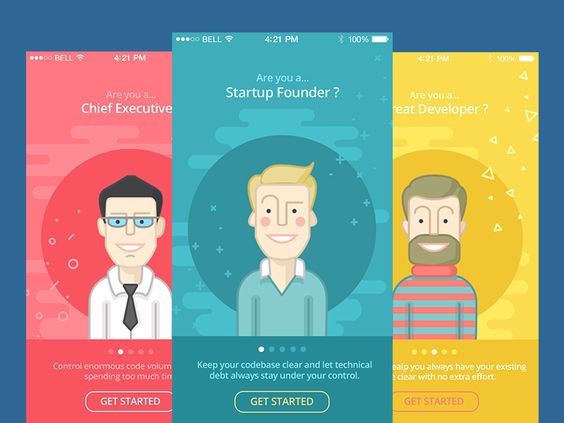 BELL 4:21 PM
Are you a...
Chief Executive
Control enormous code volum
spending too much tim
GET STARTED
BELL 4:21 PM 100%
Are you a...
Startup Founder ?
Keep your codebase clear and let technical
debt always stay under your control.
GET STARTED
4:21 PM 100%
Are you a...
reat Developer ?
ealp you always have your existing
e clear with no extra effort.
GET STARTED